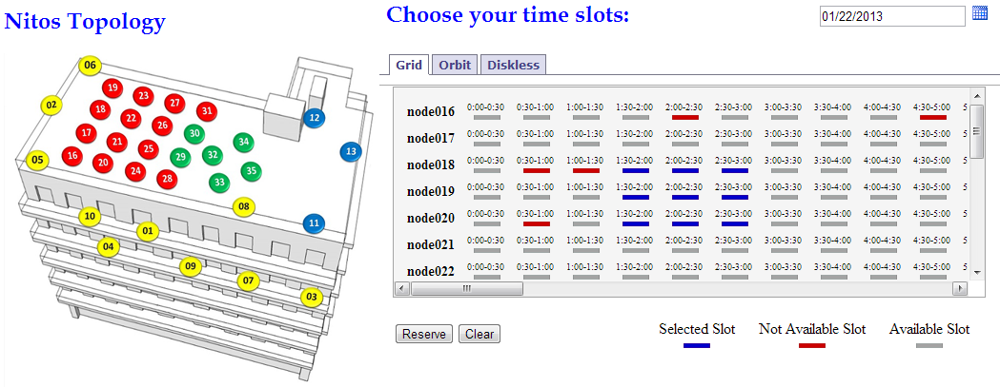 Nitos Topology
06
19
23
27
31
02
18
22
26
12
17
21
25
30
34
13
05
16
20
24
28
29
32
35
33
08
10
01
11
04
09
07
03
Choose your time slots:
01/22/2013
Grid Orbit Diskless
node016 0:00-0:30 0:30-1:00 1:00-1:30 1:30-2:00 2:00-2:30 2:30-3:00 3:00-3:30 3:30-4:00 4:00-4:30 4:30-5:00 5
node017 0:00-0:30 0:30-1:00 1:00-1:30 1:30-2:00 2:00-2:30 2:30-3:00 3:00-3:30 3:30-4:00 4:00-4:30 4:30-5:00 5
node018 0:00-0:30 0:30-1:00 1:00-1:30 1:30-2:00 2:00-2:30 2:30-3:00 3:00-3:30 3:30-4:00 4:00-4:30 4:30-5:00 5
node019 0:00-0:30 0:30-1:00 1:00-1:30 1:30-2:00 2:00-2:30 2:30-3:00 3:00-3:30 3:30-4:00 4:00-4:30 4:30-5:00 5
node020 0:00-0:30 0:30-1:00 1:00-1:30 1:30-2:00 2:00-2:30 2:30-3:00 3:00-3:30 3:30-4:00 4:00-4:30 4:30-5:00 5
node021 0:00-0:30 0:30-1:00 1:00-1:30 1:30-2:00 2:00-2:30 2:30-3:00 3:00-3:30 3:30-4:00 4:00-4:30 4:30-5:00 5
node022 0:00-0:30 0:30-1:00 1:00-1:30 1:30-2:00 2:00-2:30 2:30-3:00 3:00-3:30 3:30-4:00 4:00-4:30 4:30-5:00 5
Reserve Clear
Selected Slot Not Available Slot Available Slot